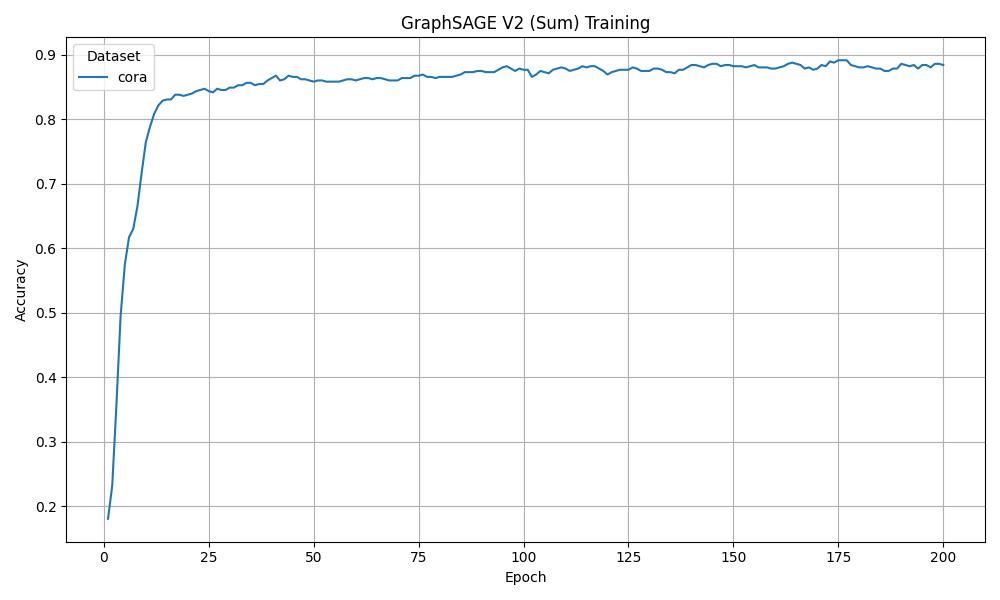 GraphSAGE V2 (Sum) Training
Dataset
cora
Accuracy
0.9
0.8
0.7
0.6
0.5
0.4
0.3
0.2
0 25 50 75 100 125 150 175 200
Epoch